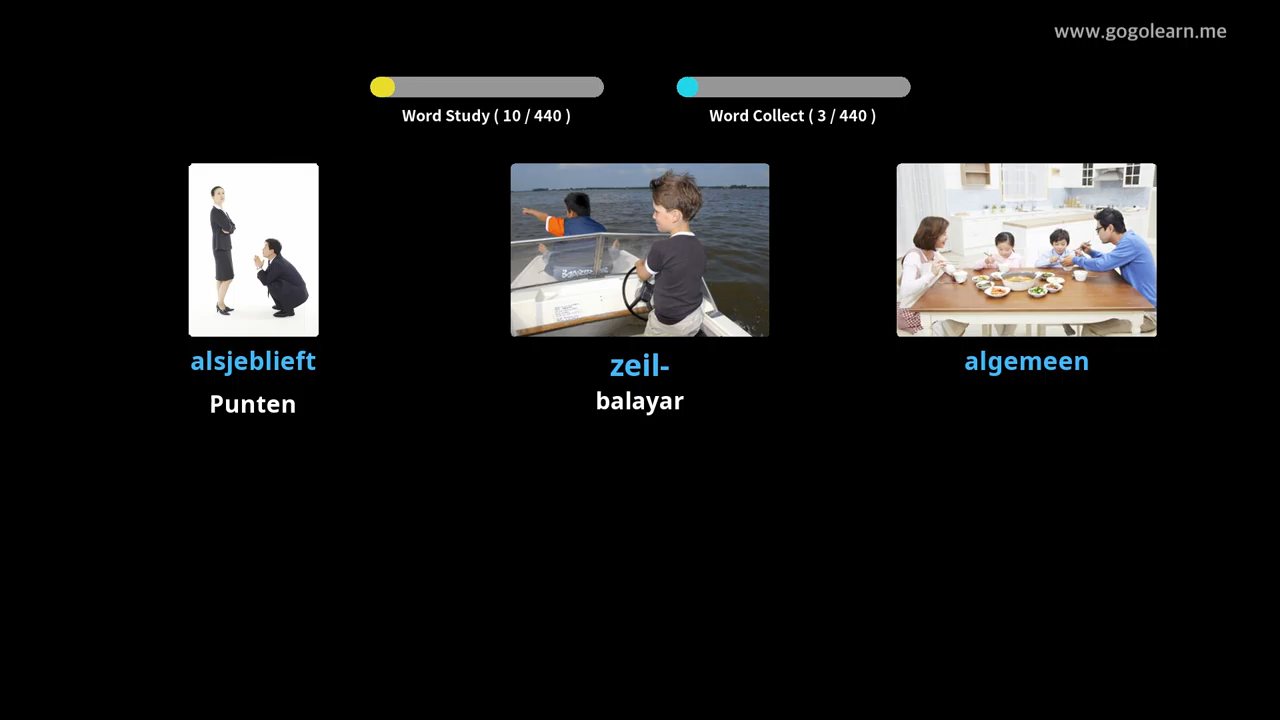 www.gogolearn.me
Word Study ( 10 / 440 )
Word Collect ( 3 / 440 )
alsjeblieft
zeil-
algemeen
Punten
balayar